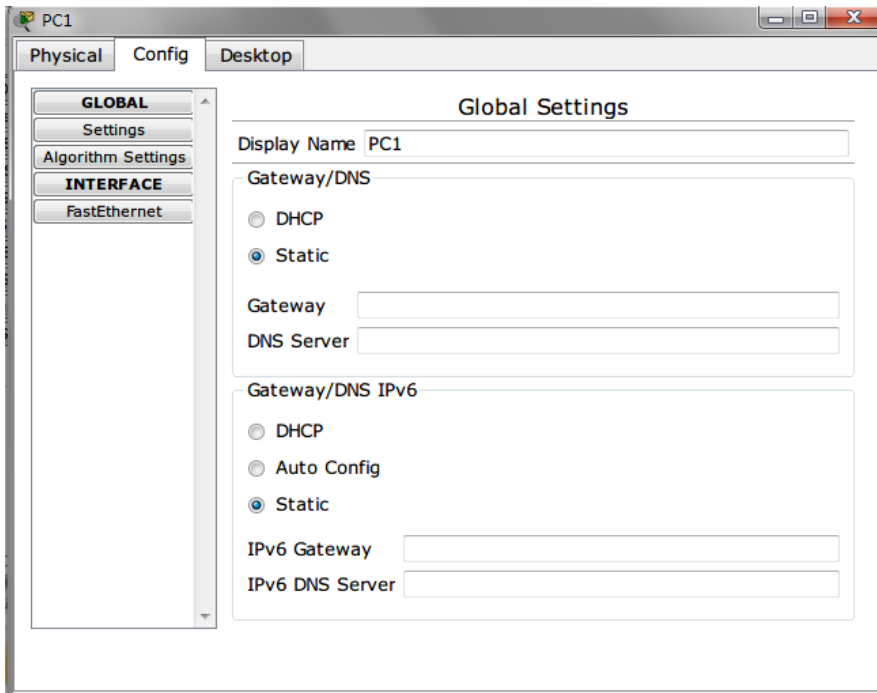 PC1
Physical Config Desktop
GLOBAL
Settings
Algorithm Settings
INTERFACE
FastEthernet
Global Settings
Display Name PC1
Gateway/DNS
DHCP
Static
Gateway
DNS Server
Gateway/DNS IPv6
DHCP
Auto Config
Static
IPv6 Gateway
IPv6 DNS Server